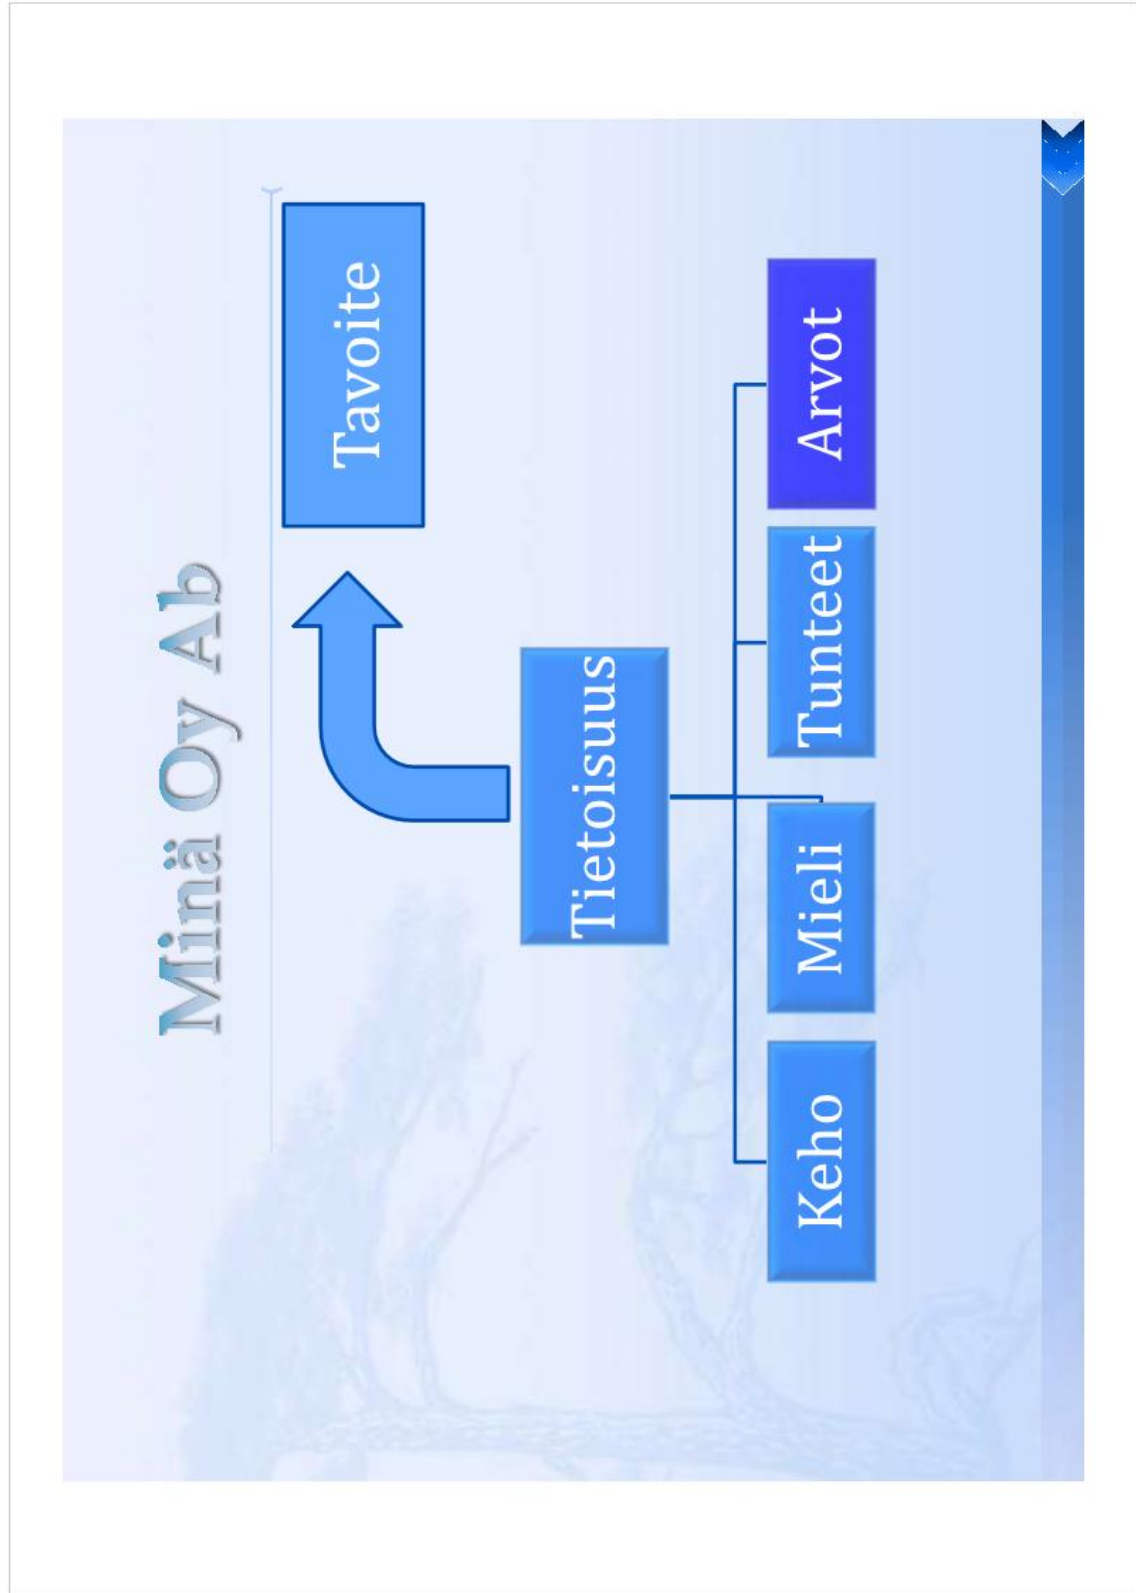 Minä Oy Ab
Tavoite
Tietoisuus
Keho
Mieli
Tunteet
Arvot